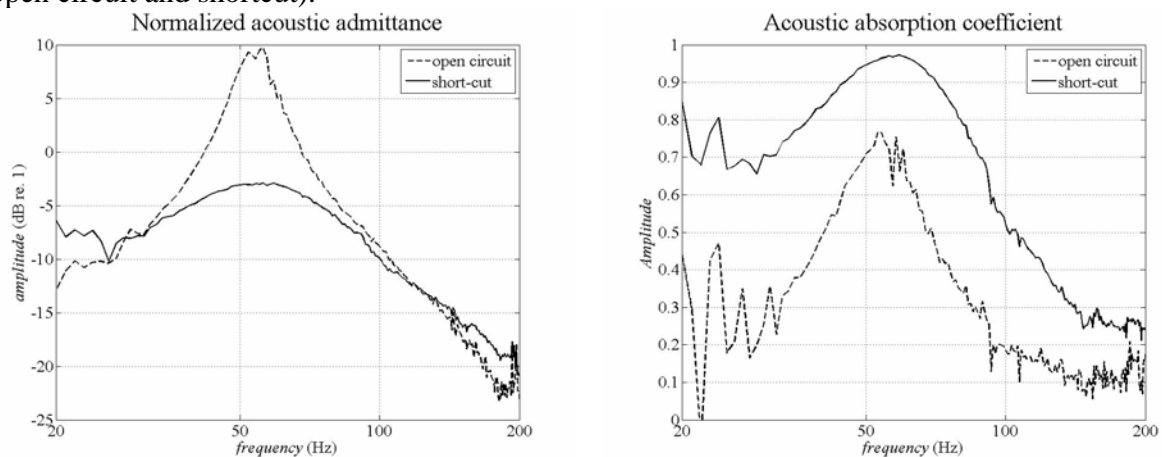 open circuit and shortcut).
Normalized acoustic admittance
10
5
0
-5
-10
-15
-20
-25
amplitude (dB re. 1)
open circuit
short-cut
20
50
100
200
frequency (Hz)
Acoustic absorption coefficient
1
0.9
0.8
0.7
0.6
0.5
0.4
0.3
0.2
0.1
0
Amplitude
open circuit
short-cut
20
50
100
200
frequency (Hz)